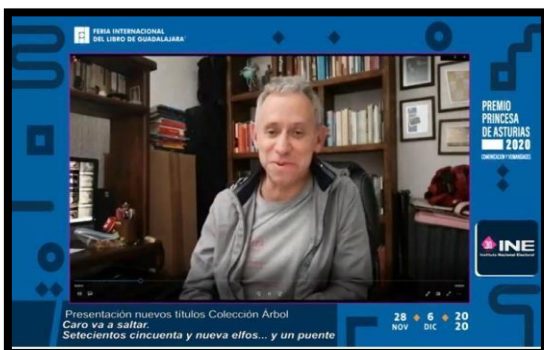 FERIA INTERNACIONAL
DEL LIBRO DE GUADALAJARA
PREMIO
PRINCESA
DE ASTURIAS
2020
COMUNICACIÓN Y HUMANIDADES
INE
Instituto Nacional Electoral
Presentación nuevos títulos Colección Árbol
Caro va a saltar.
Setecientos cincuenta y nueva elfos... y un puente
28 ◆ 6 ◆ 20
NOV DIC 20